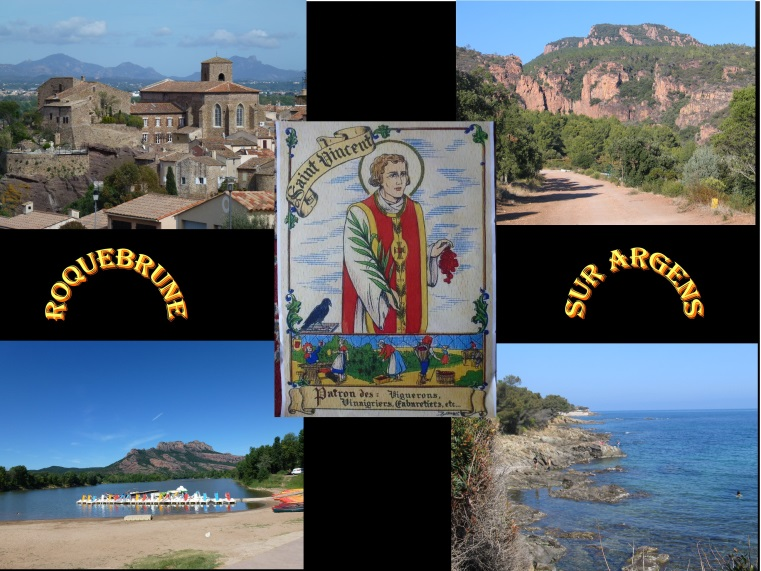 ROQUEBRUNE
SUR ARGENS
Saint Vincent
Patron des: Vignerons,
Vinaigriers, Cabaretiers, etc...